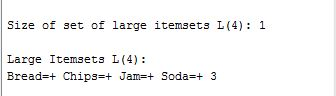 Size of set of large itemsets L(4): 1
Large Itemsets L(4):
Bread=+ Chips=+ Jam=+ Soda=+ 3